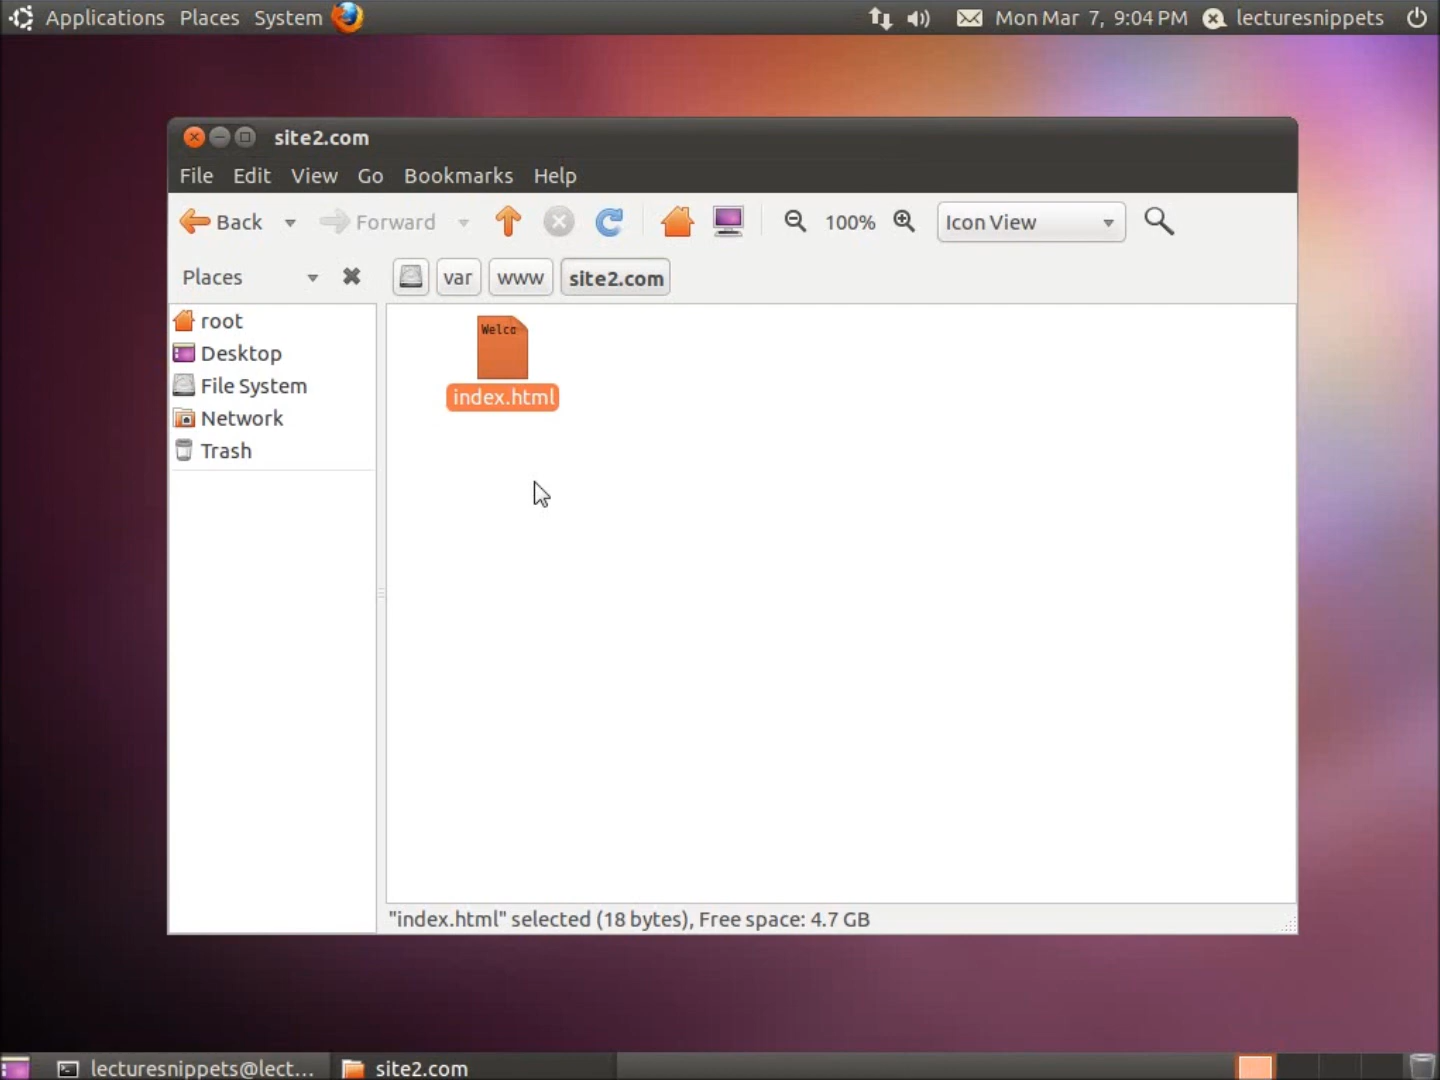 Applications Places System Mon Mar 7, 9:04 PM lecturesnippets
site2.com
File Edit View Go Bookmarks Help
Back Forward 100% Icon View
Places var www site2.com
root
Desktop
File System
Network
Trash
Welco
index.html
"index.html" selected (18 bytes), Free space: 4.7 GB
lecturesnippets@lect... site2.com